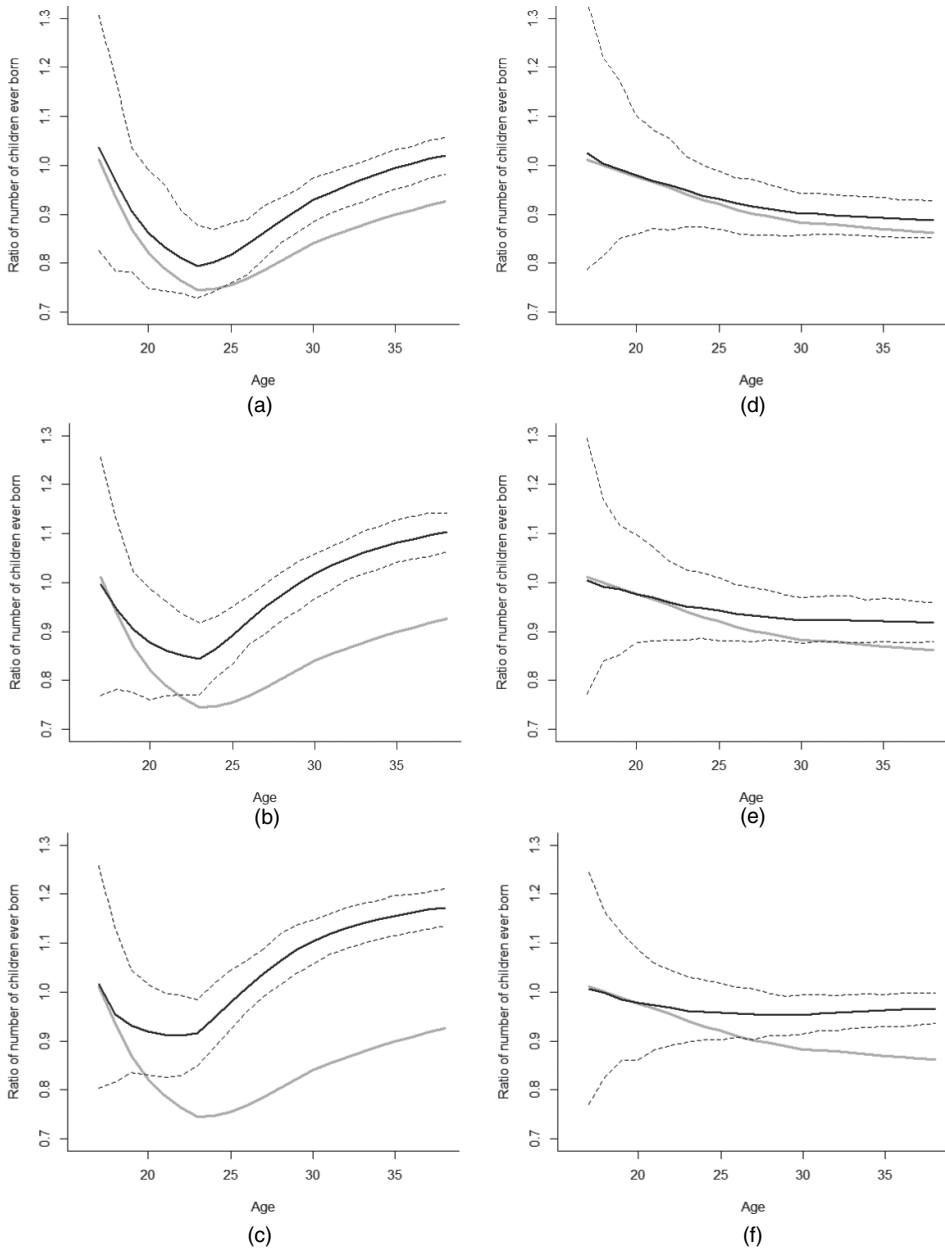 Ratio of number of children ever born
0.7 0.8 0.9 1.0 1.1 1.2 1.3
20 25 30 35
Age
(a)
Ratio of number of children ever born
0.7 0.8 0.9 1.0 1.1 1.2 1.3
20 25 30 35
Age
(d)
Ratio of number of children ever born
0.7 0.8 0.9 1.0 1.1 1.2 1.3
20 25 30 35
Age
(b)
Ratio of number of children ever born
0.7 0.8 0.9 1.0 1.1 1.2 1.3
20 25 30 35
Age
(e)
Ratio of number of children ever born
0.7 0.8 0.9 1.0 1.1 1.2 1.3
20 25 30 35
Age
(c)
Ratio of number of children ever born
0.7 0.8 0.9 1.0 1.1 1.2 1.3
20 25 30 35
Age
(f)